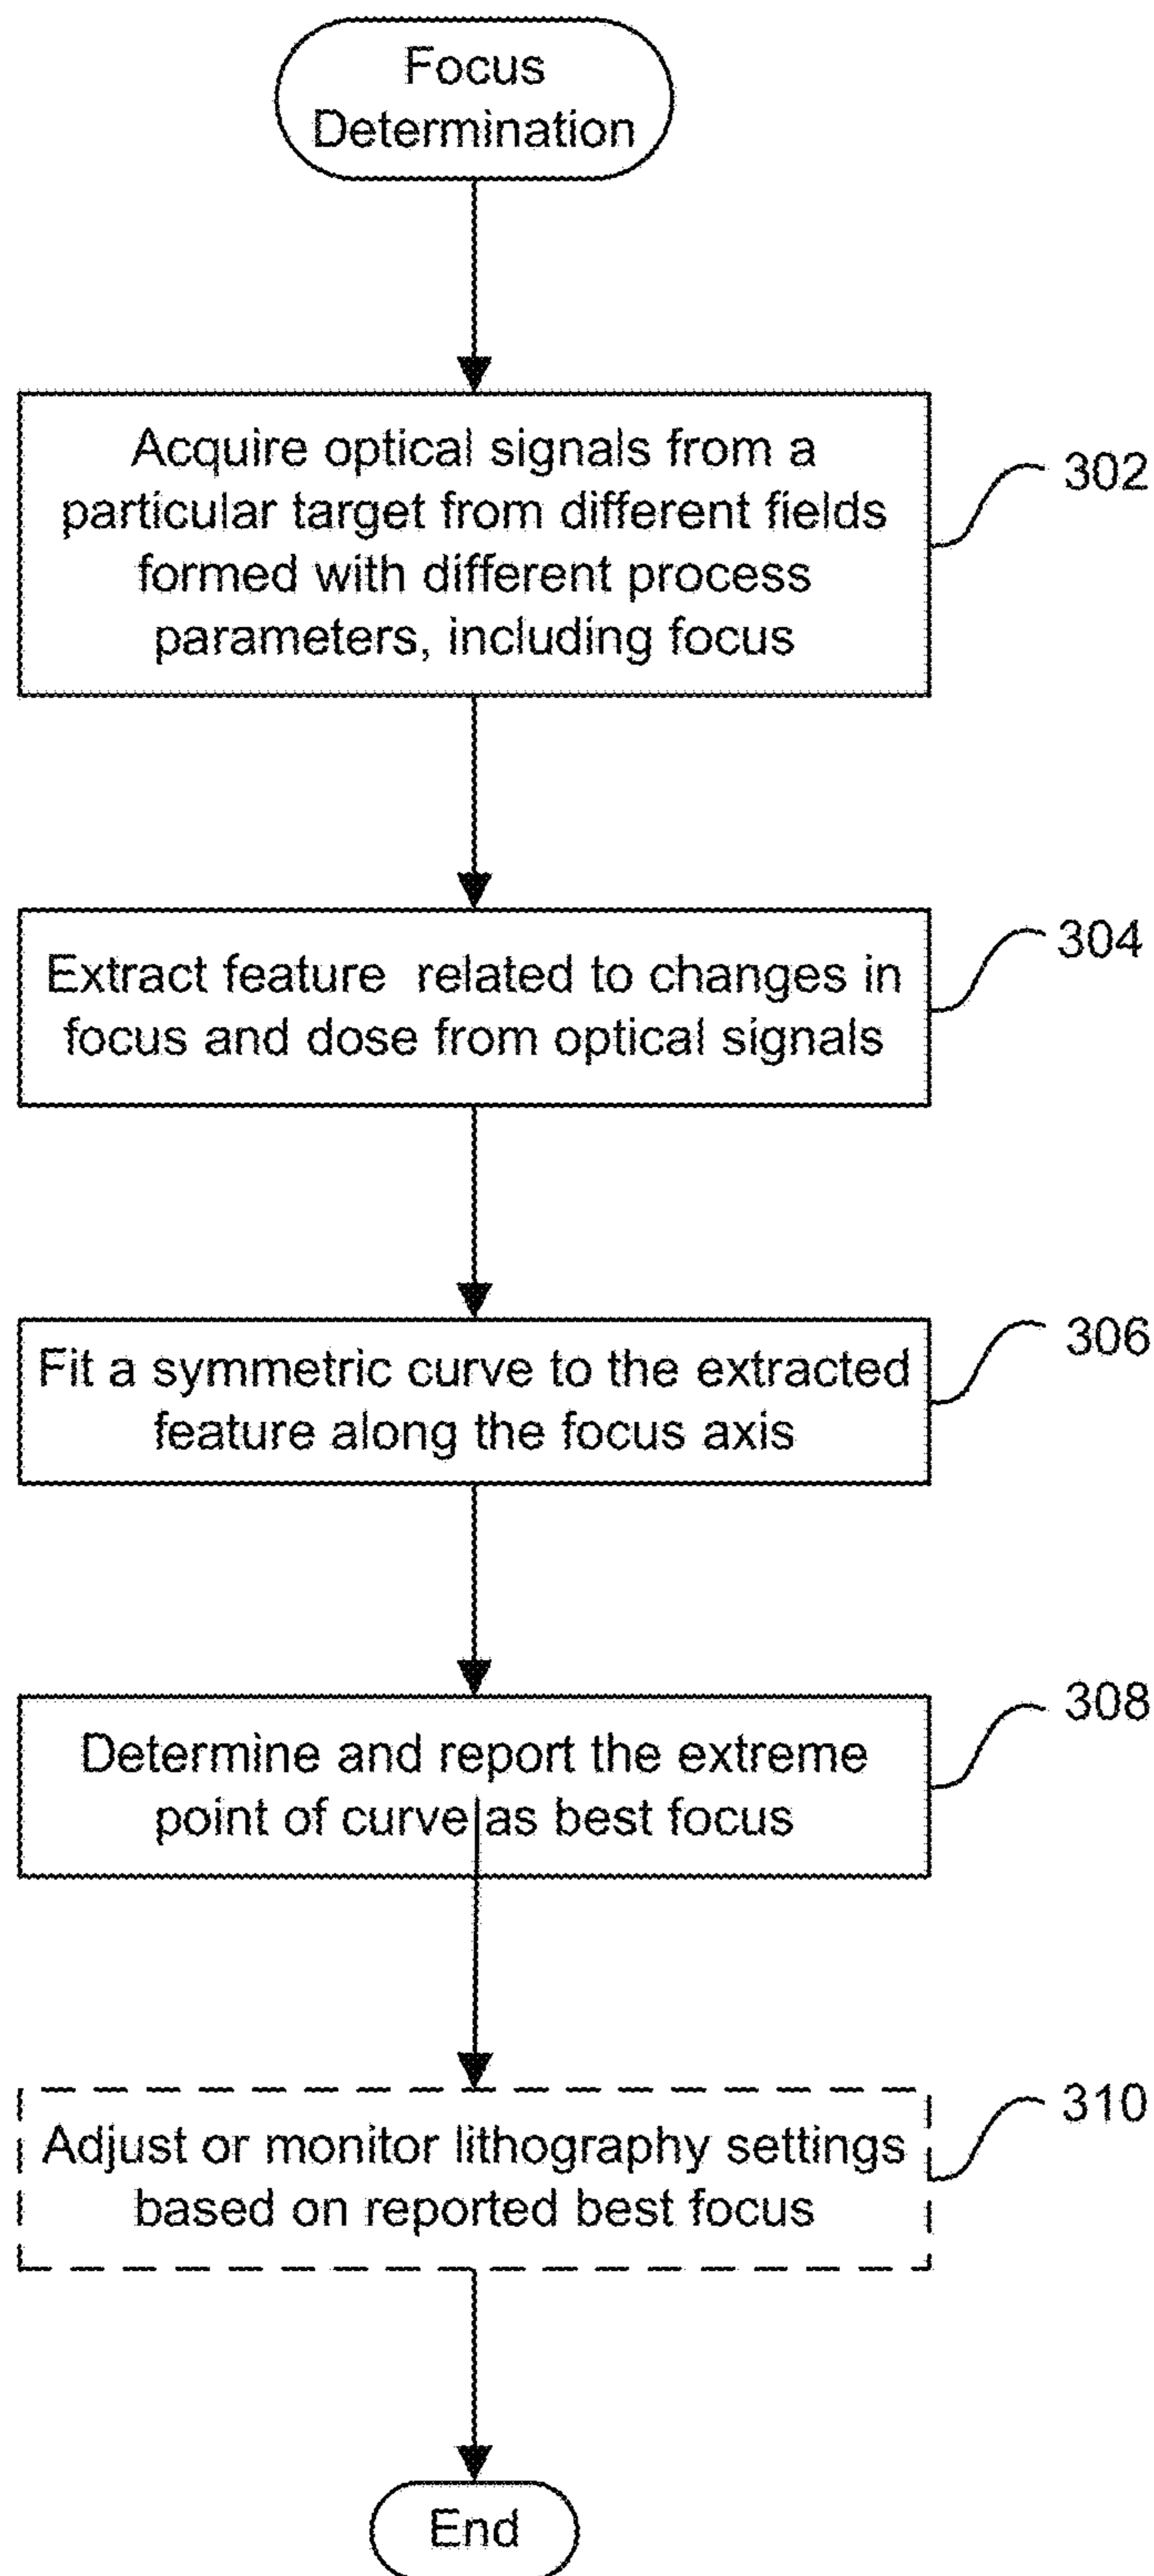 Focus
Determination
Acquire optical signals from a
particular target from different fields
formed with different process
parameters, including focus
302
Extract feature related to changes in
focus and dose from optical signals
304
Fit a symmetric curve to the extracted
feature along the focus axis
306
Determine and report the extreme
point of curve as best focus
308
Adjust or monitor lithography settings
based on reported best focus
310
End